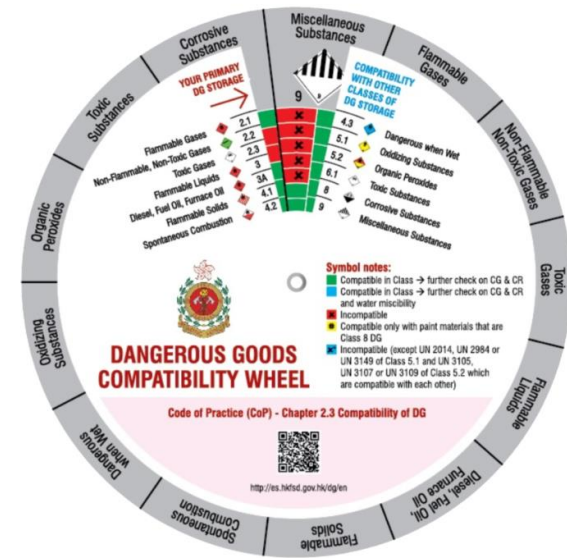 Miscellaneous
Substances
Flammable
Gases
Non-Flammable
Non-Toxic Gases
Toxic
Gases
Flammable
Liquids
Diesel, Fuel Oil,
Furnace Oil
Flammable
Solids
Spontaneous
Combustion
Dangerous
when Wet
Oxidizing
Substances
Organic
Peroxides
Toxic
Substances
Corrosive
Substances
YOUR PRIMARY
DG STORAGE
9
COMPATIBILITY
WITH OTHER
CLASSES OF
DG STORAGE
Flammable Gases 2.1
Non-Flammable, Non-Toxic Gases 2.2
Toxic Gases 2.3
Flammable Liquids 3
Diesel, Fuel Oil, Furnace Oil 3A
Flammable Solids 4.1
Spontaneous Combustion 4.2
4.3 Dangerous when Wet
5.1 Oxidizing Substances
5.2 Organic Peroxides
6.1 Toxic Substances
8 Corrosive Substances
9 Miscellaneous Substances
DANGEROUS GOODS
COMPATIBILITY WHEEL
Symbol notes:
Compatible in Class → further check on CG & CR
Compatible in Class → further check on CG & CR
and water miscibility
Incompatible
Compatible only with paint materials that are
Class 8 DG
Incompatible (except UN 2014, UN 2984 or
UN 3149 of Class 5.1 and UN 3105,
UN 3107 or UN 3109 of Class 5.2 which
are compatible with each other)
Code of Practice (CoP) - Chapter 2.3 Compatibility of DG
http://es.hkfsd.gov.hk/dg/en